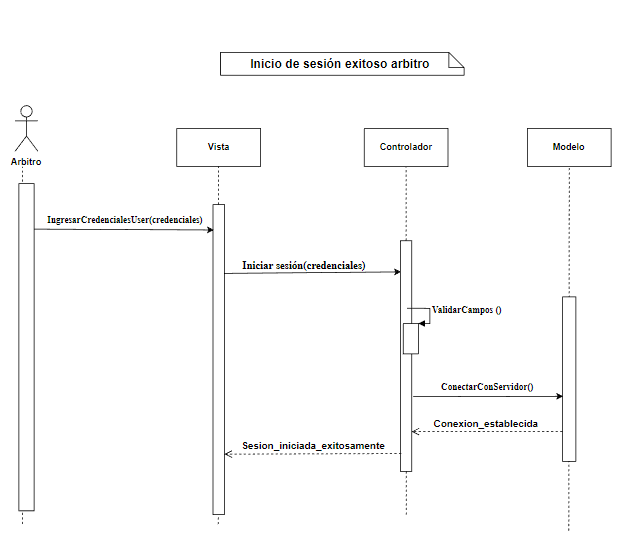 Inicio de sesión exitoso arbitro
Arbitro
Vista
Controlador
Modelo
IngresarCredencialesUser(credenciales)
Iniciar sesión(credenciales)
ValidarCampos ()
ConectarConServidor()
Conexion_establecida
Sesion_iniciada_exitosamente